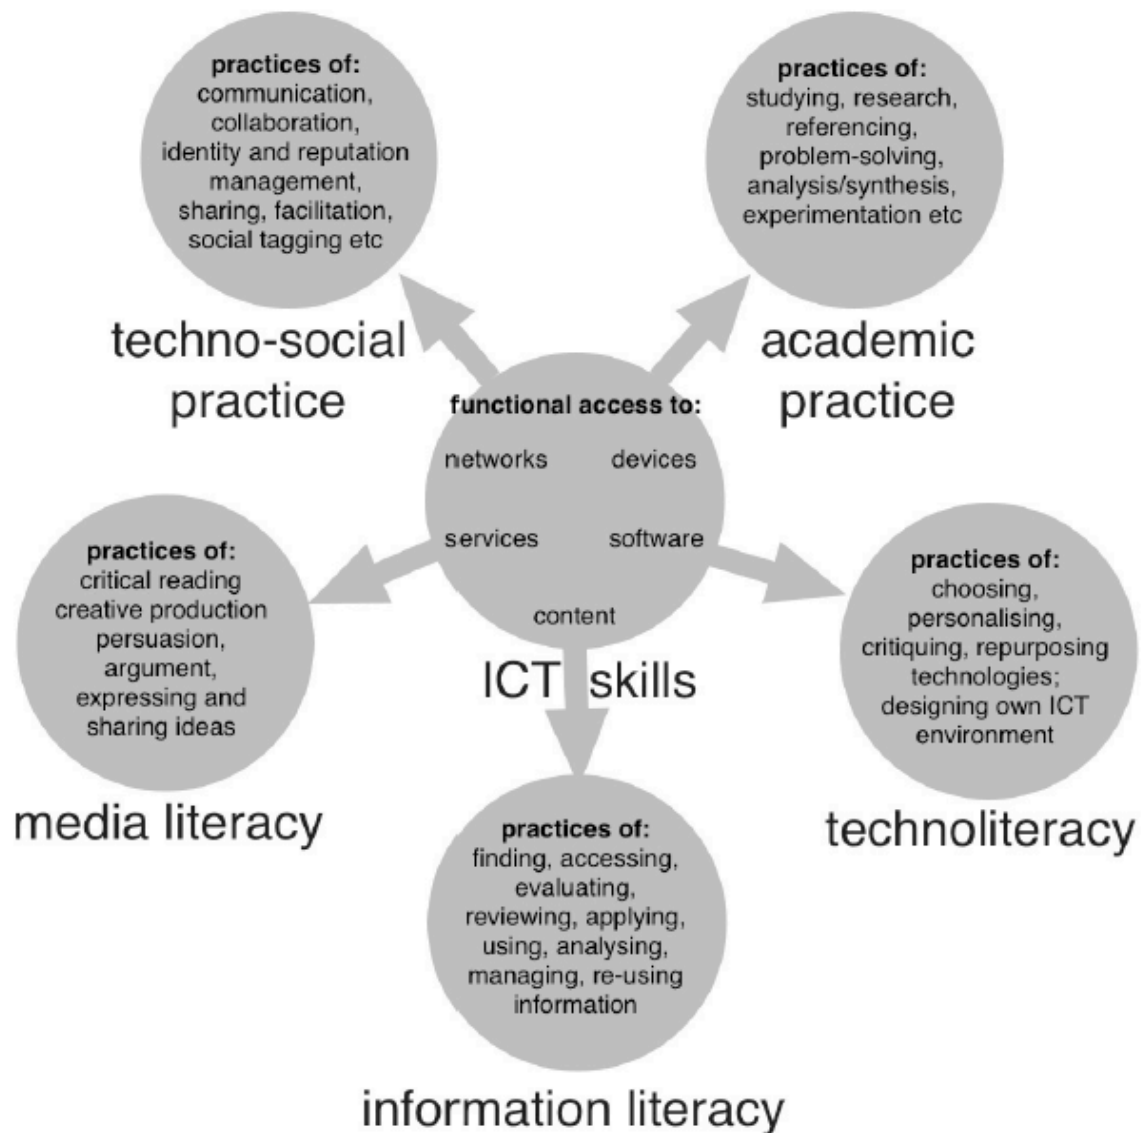 practices of:
communication,
collaboration,
identity and reputation
management,
sharing, facilitation,
social tagging etc
techno-social
practice
practices of:
studying, research,
referencing,
problem-solving,
analysis/synthesis,
experimentation etc
academic
practice
functional access to:
networks devices
services software
content
ICT skills
practices of:
critical reading
creative production
persuasion,
argument,
expressing and
sharing ideas
media literacy
practices of:
choosing,
personalising,
critiquing, repurposing
technologies;
designing own ICT
environment
technoliteracy
practices of:
finding, accessing,
evaluating,
reviewing, applying,
using, analysing,
managing, re-using
information
information literacy